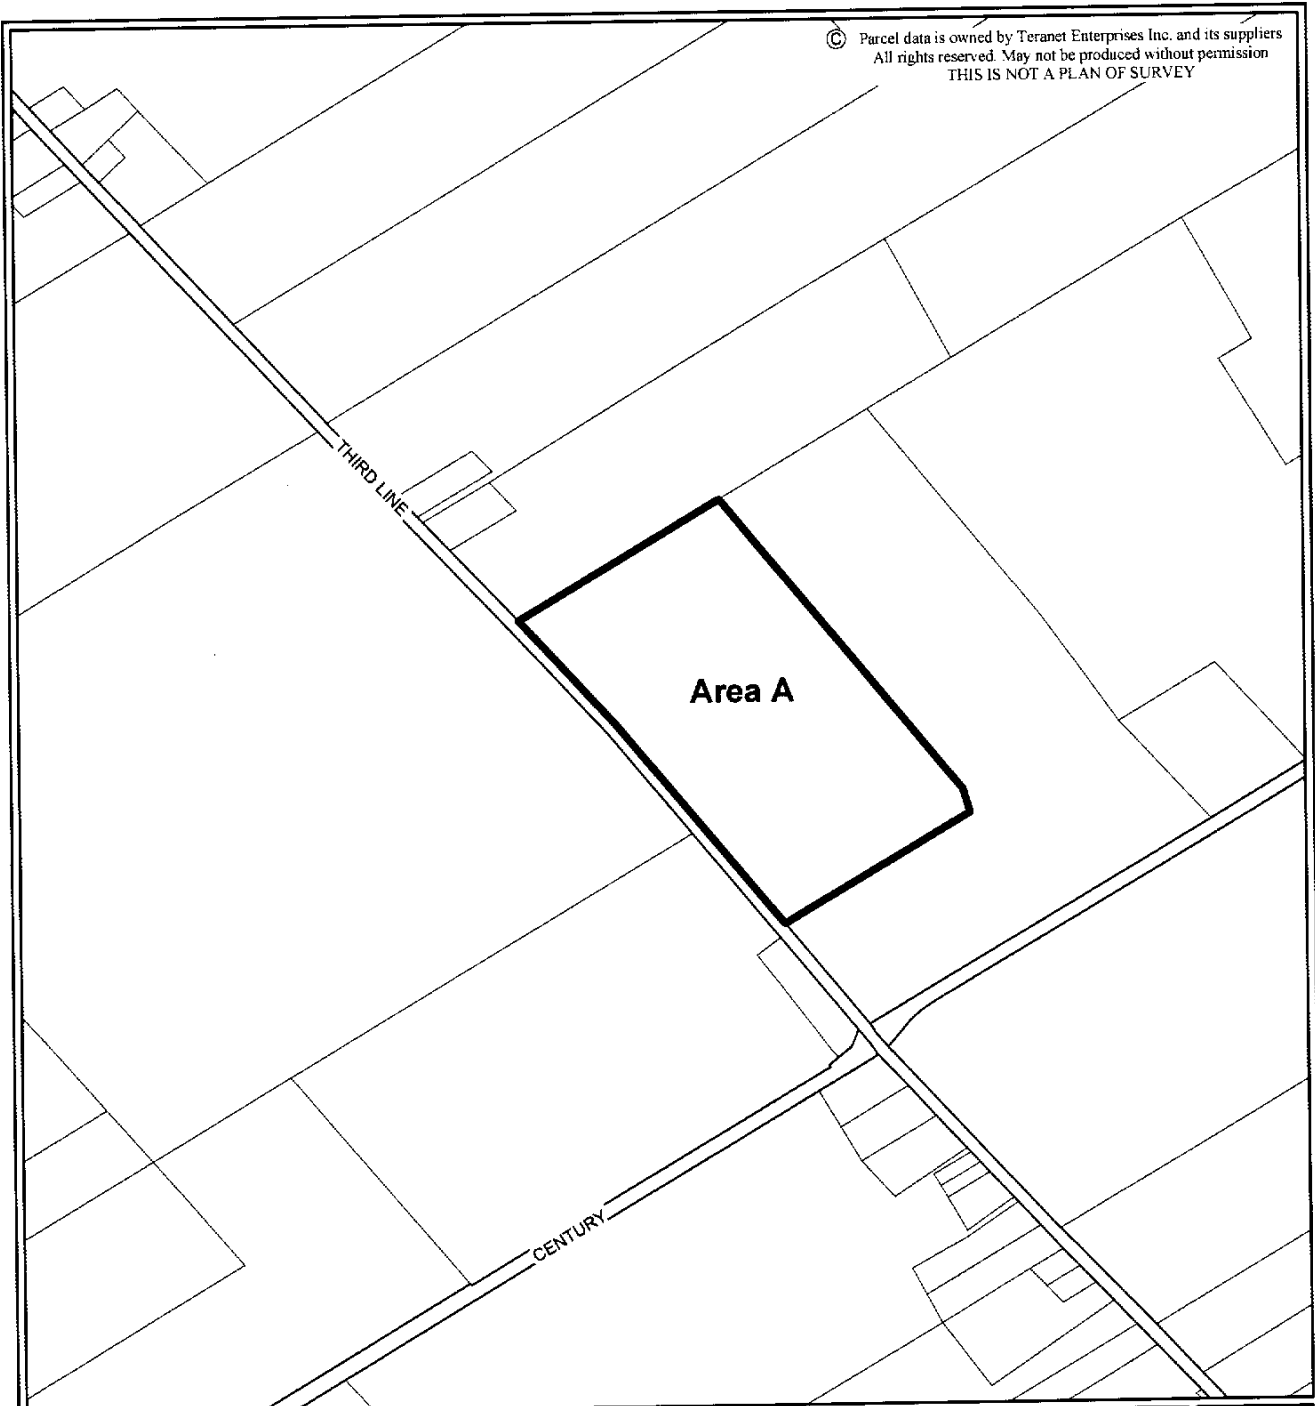 © Parcel data is owned by Teranet Enterprises Inc. and its suppliers
All rights reserved. May not be produced without permission
THIS IS NOT A PLAN OF SURVEY
THIRD LINE
Area A
CENTURY